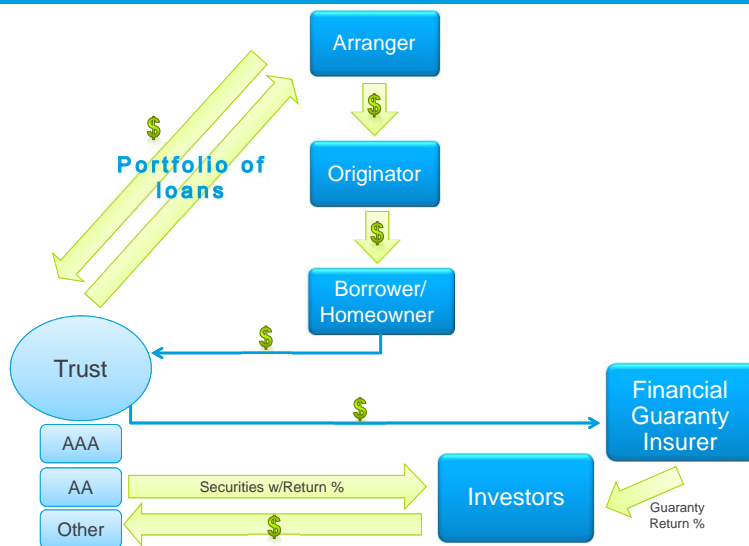 Arranger
$
$
Portfolio of
loans
Originator
$
Borrower/
Homeowner
$
Trust
$
Financial
Guaranty
Insurer
AAA
AA
Securities w/Return %
Investors
Guaranty
Return %
Other
$